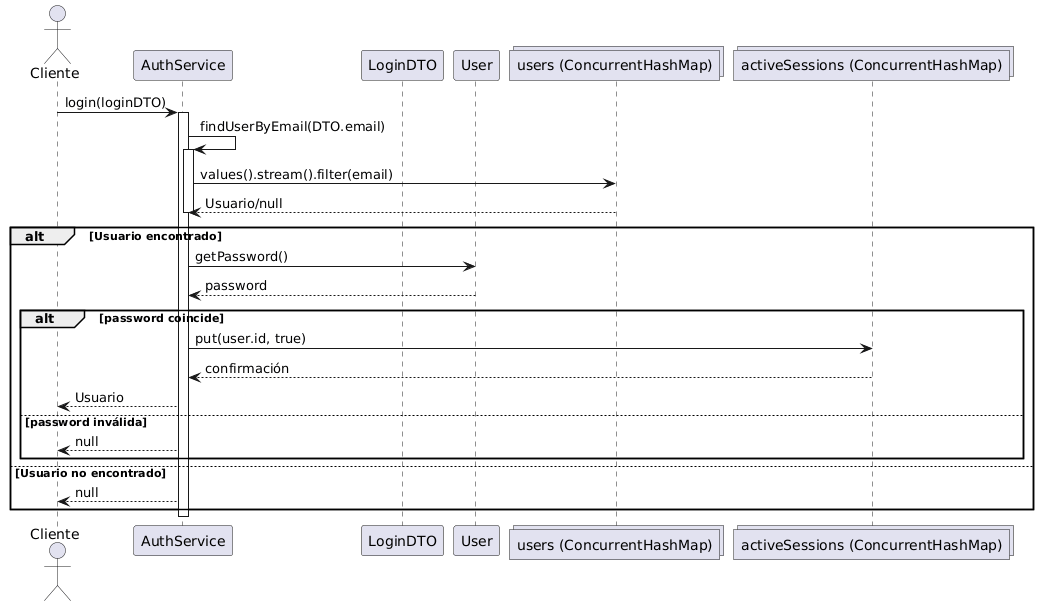 Cliente
AuthService
LoginDTO
User
users (ConcurrentHashMap)
activeSessions (ConcurrentHashMap)
login(loginDTO)
findUserByEmail(DTO.email)
values().stream().filter(email)
Usuario/null
alt [Usuario encontrado]
getPassword()
password
alt [password coincide]
put(user.id, true)
confirmación
Usuario
[password inválida]
null
[Usuario no encontrado]
null
Cliente
AuthService
LoginDTO
User
users (ConcurrentHashMap)
activeSessions (ConcurrentHashMap)